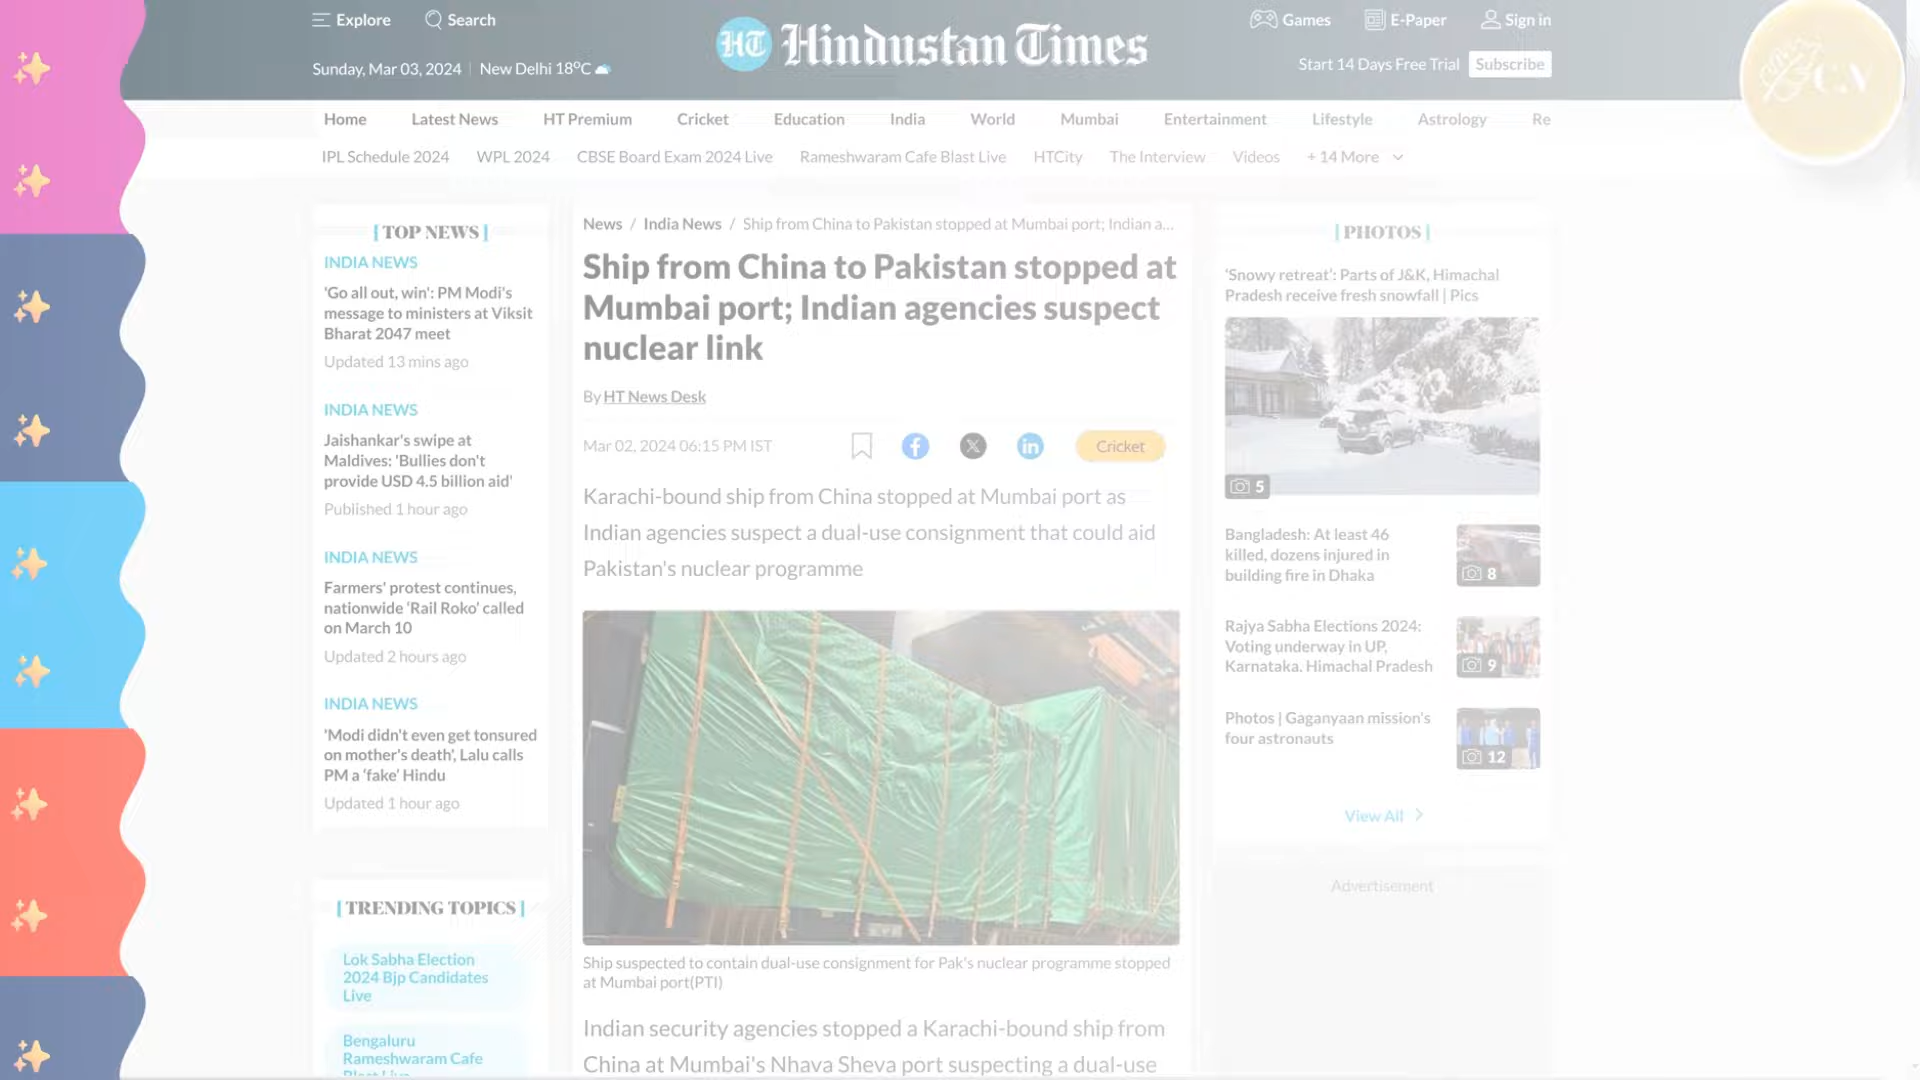 Explore
Search
HT Hindustan Times
Games
E-Paper
Sign in
Sunday, Mar 03, 2024
New Delhi 18°C
Start 14 Days Free Trial
Subscribe
CN
Home
Latest News
HT Premium
Cricket
Education
India
World
Mumbai
Entertainment
Lifestyle
Astrology
Re
IPL Schedule 2024
WPL 2024
CBSE Board Exam 2024 Live
Rameshwaram Cafe Blast Live
HTCity
The Interview
Videos
+ 14 More
TOP NEWS
INDIA NEWS
'Go all out, win': PM Modi's
message to ministers at Viksit
Bharat 2047 meet
Updated 13 mins ago
INDIA NEWS
Jaishankar's swipe at
Maldives: 'Bullies don't
provide USD 4.5 billion aid'
Published 1 hour ago
INDIA NEWS
Farmers' protest continues,
nationwide 'Rail Roko' called
on March 10
Updated 2 hours ago
INDIA NEWS
'Modi didn't even get tonsured
on mother's death', Lalu calls
PM a 'fake' Hindu
Updated 1 hour ago
TRENDING TOPICS
Lok Sabha Election
2024 Bjp Candidates
Live
Bengaluru
Rameshwaram Cafe
Blast Live
News / India News / Ship from China to Pakistan stopped at Mumbai port; Indian a...
Ship from China to Pakistan stopped at
Mumbai port; Indian agencies suspect
nuclear link
By HT News Desk
Mar 02, 2024 06:15 PM IST
Cricket
Karachi-bound ship from China stopped at Mumbai port as
Indian agencies suspect a dual-use consignment that could aid
Pakistan's nuclear programme
Ship suspected to contain dual-use consignment for Pak's nuclear programme stopped
at Mumbai port(PTI)
Indian security agencies stopped a Karachi-bound ship from
China at Mumbai's Nhava Sheva port suspecting a dual-use
PHOTOS
'Snowy retreat': Parts of J&K, Himachal
Pradesh receive fresh snowfall | Pics
5
Bangladesh: At least 46
killed, dozens injured in
building fire in Dhaka
8
Rajya Sabha Elections 2024:
Voting underway in UP,
Karnataka. Himachal Pradesh
9
Photos | Gaganyaan mission's
four astronauts
12
View All
Advertisement